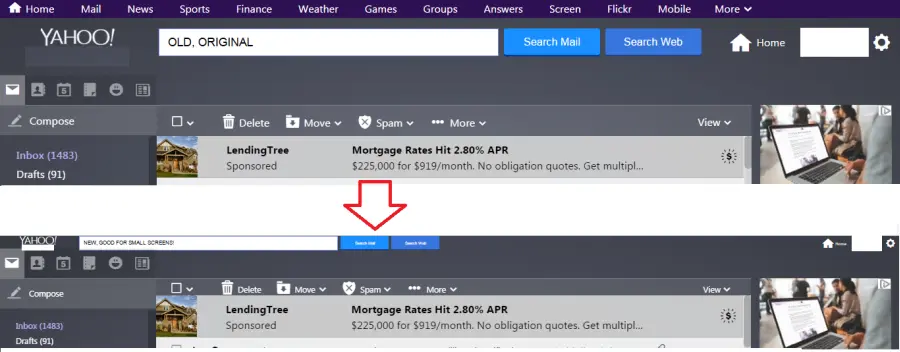 Home Mail News Sports Finance Weather Games Groups Answers Screen Flickr Mobile More
YAHOO! OLD, ORIGINAL Search Mail Search Web Home
5
Compose Delete Move Spam More View
LendingTree Mortgage Rates Hit 2.80% APR
Inbox (1483)
Sponsored $225,000 for $919/month. No obligation quotes. Get multipl...
Drafts (91)
YAHOO! NEW, GOOD FOR SMALL SCREENS! Search Mail Search Web Home
5
Compose Delete Move Spam More View
LendingTree Mortgage Rates Hit 2.80% APR
Inbox (1483)
Sponsored $225,000 for $919/month. No obligation quotes. Get multipl...
Drafts (91)